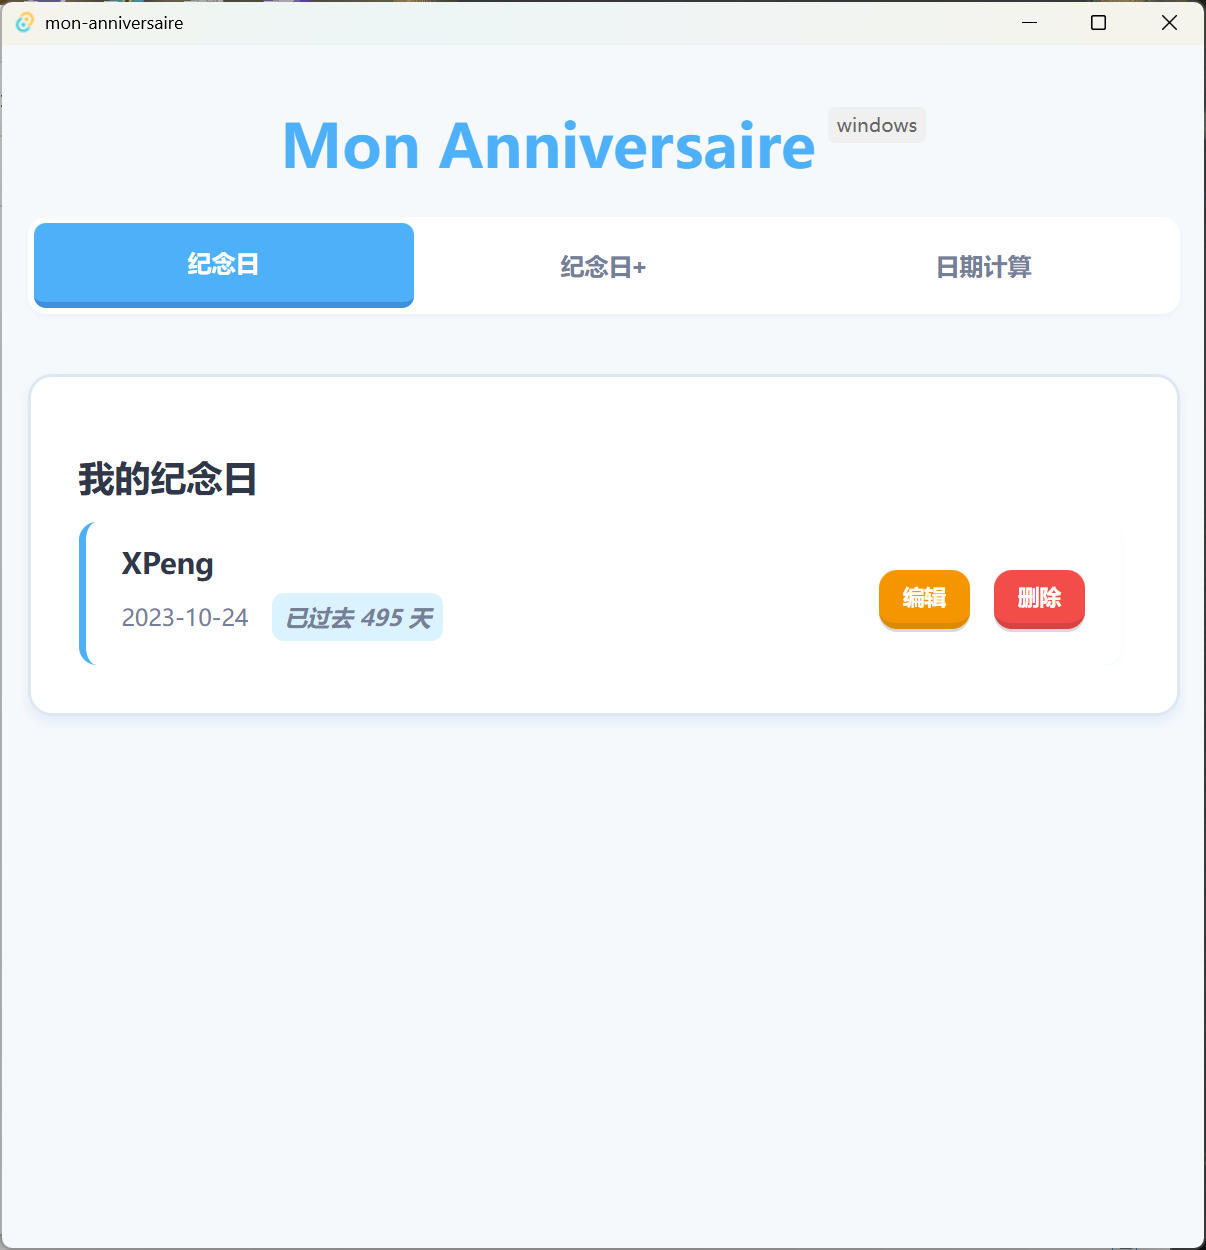 mon-anniversaire
Mon Anniversaire windows
纪念日 纪念日+ 日期计算
我的纪念日
XPeng
2023-10-24 已过去 495 天
编辑 删除